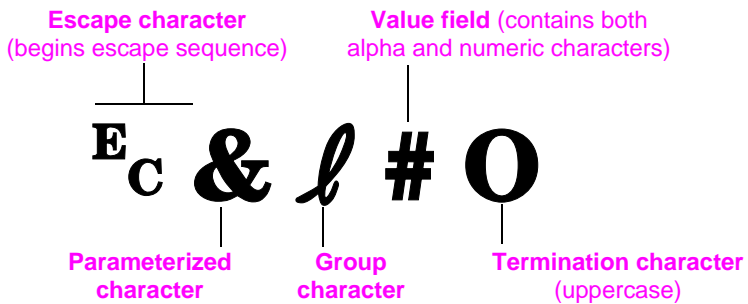 Escape character
(begins escape sequence)
Value field (contains both
alpha and numeric characters)
E C & ℓ # O
Parameterized
character
Group
character
Termination character
(uppercase)